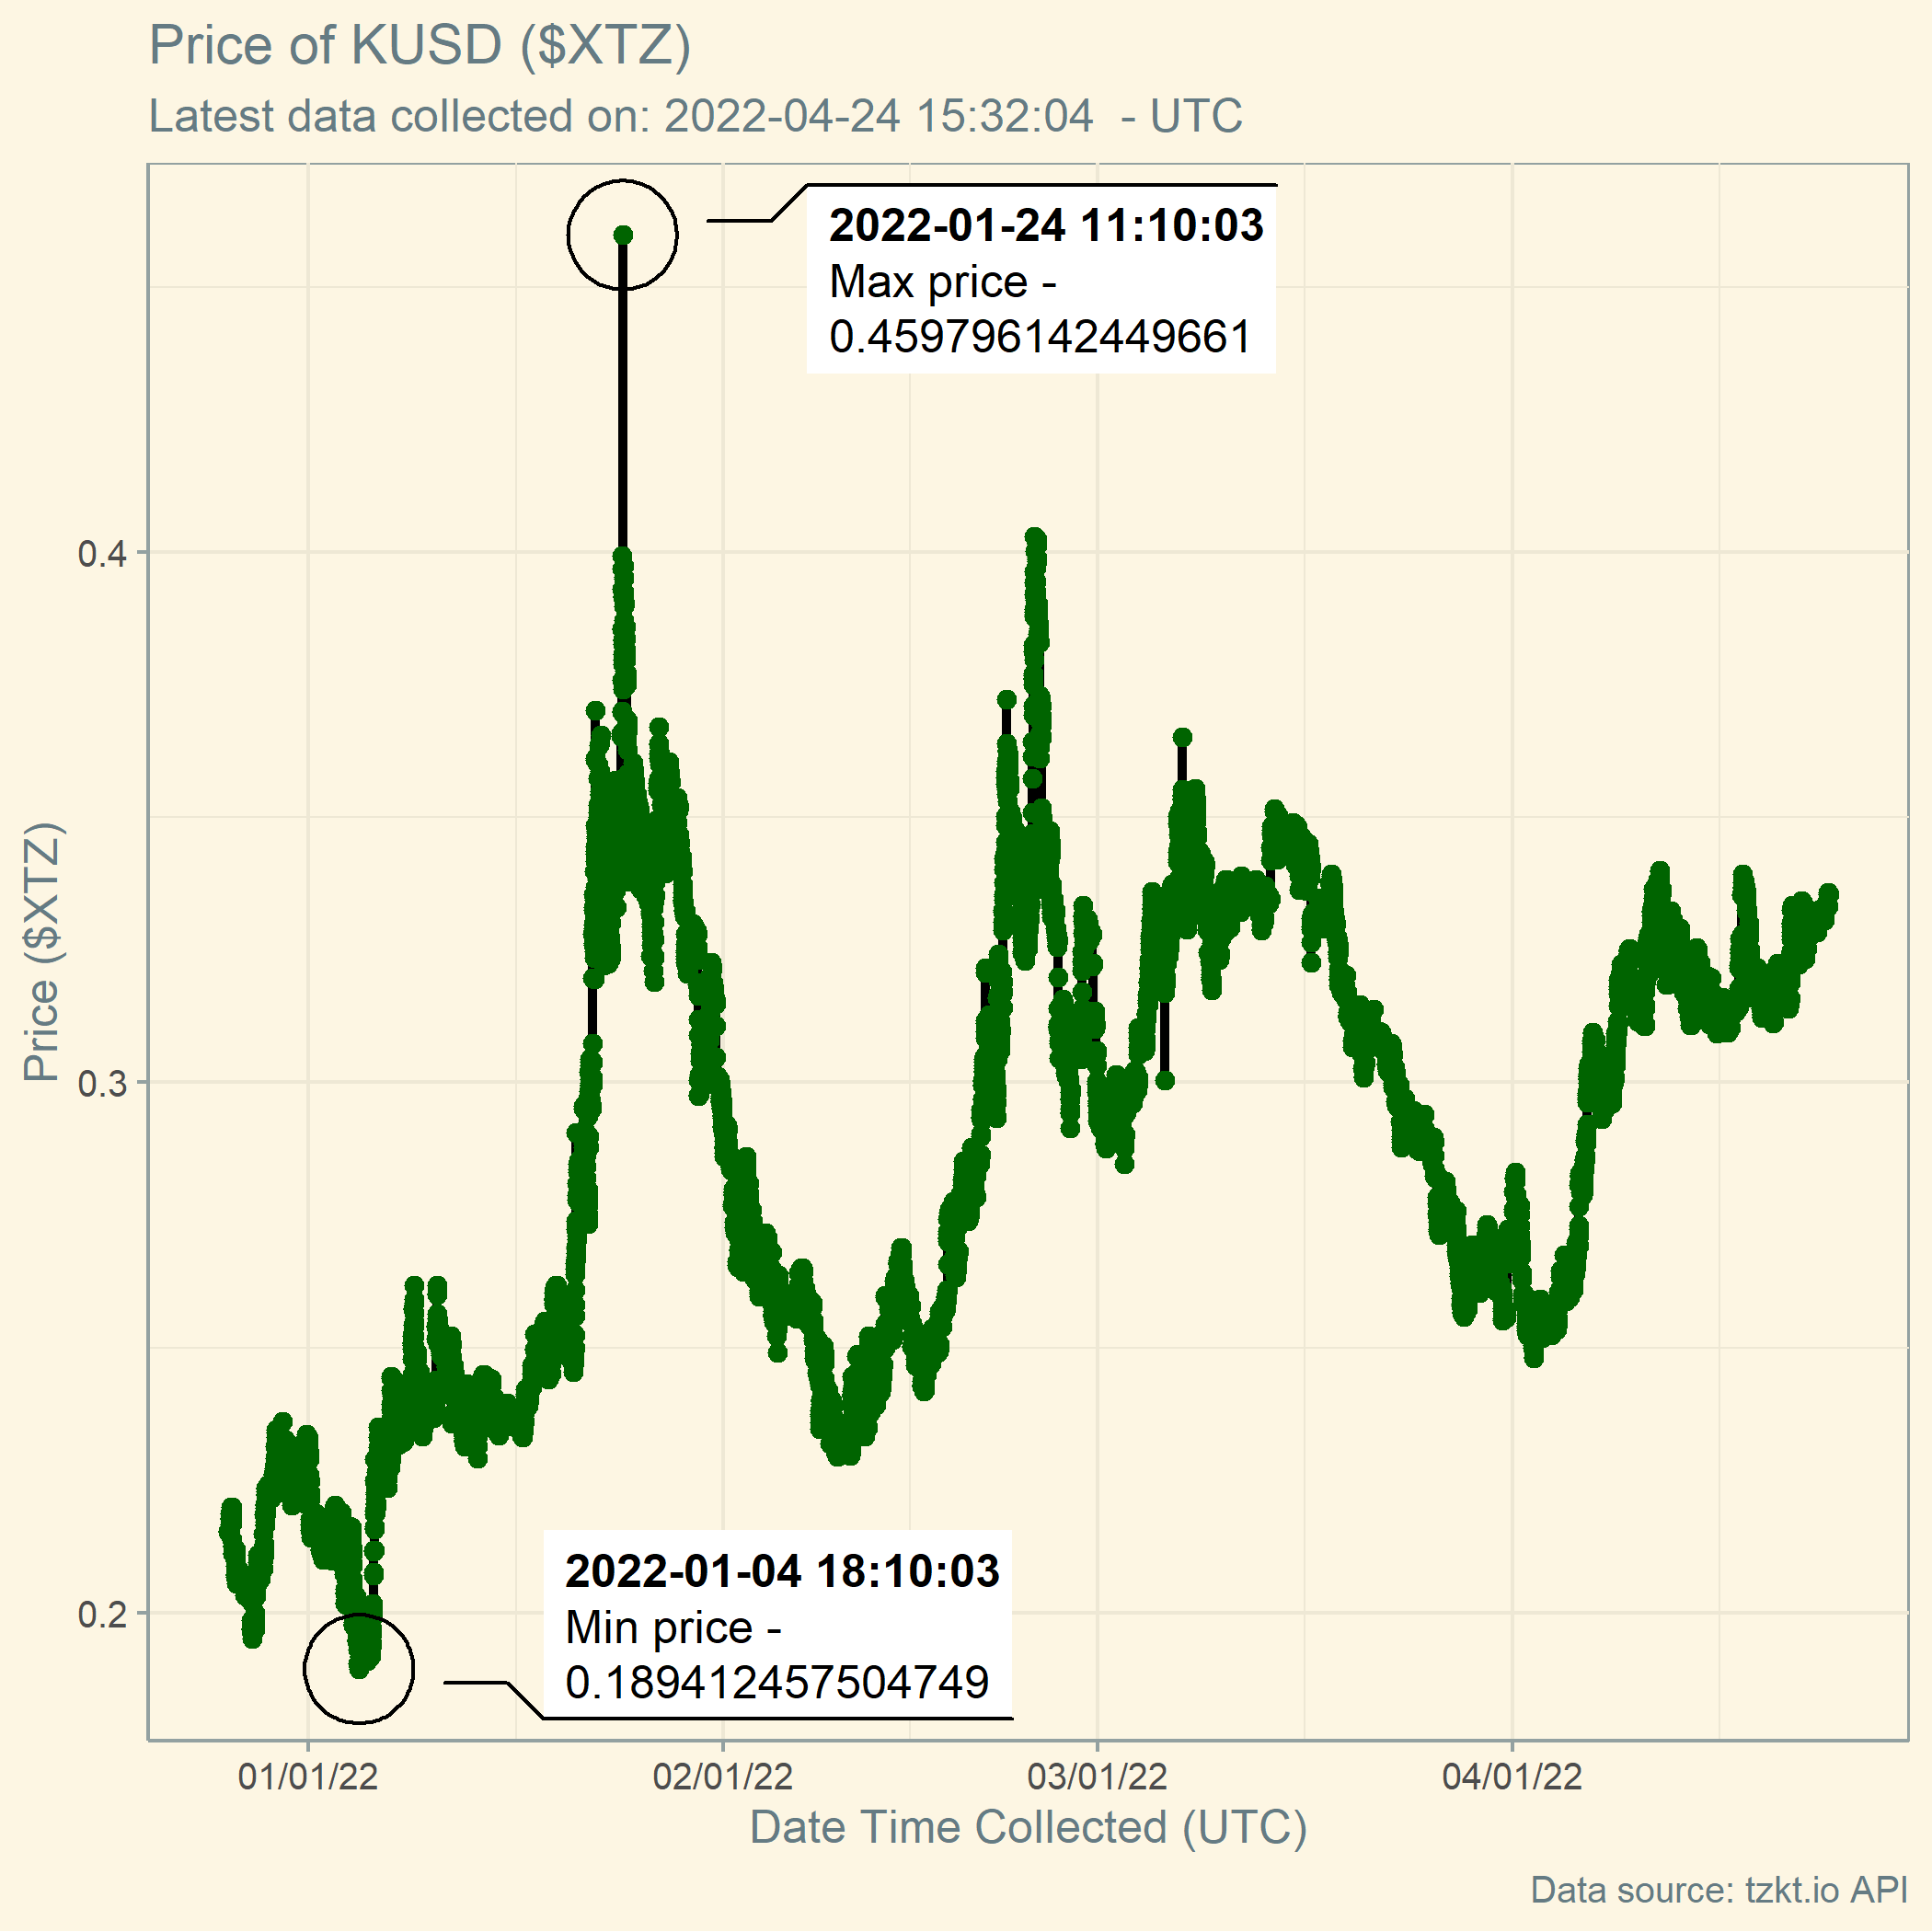 Price of KUSD ($XTZ)
Latest data collected on: 2022-04-24 15:32:04  - UTC
2022-01-24 11:10:03
Max price -
0.459796142449661
0.4
0.3
0.2
Price ($XTZ)
2022-01-04 18:10:03
Min price -
0.189412457504749
01/01/22
02/01/22
03/01/22
04/01/22
Date Time Collected (UTC)
Data source: tzkt.io API